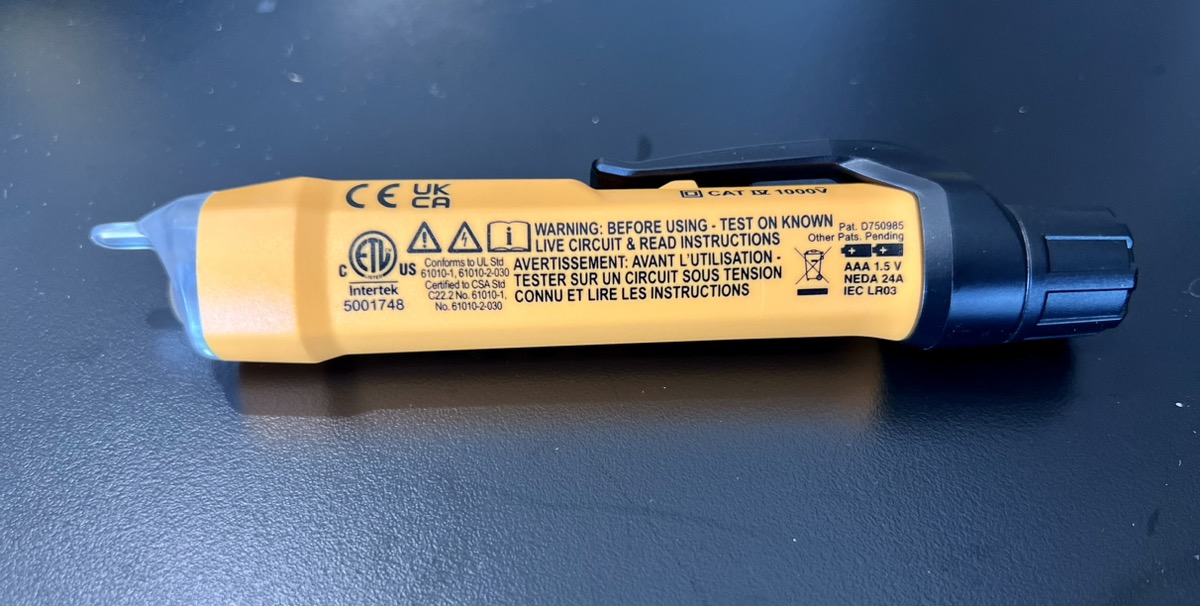 CE UK
CA
CAT IV 1000V
C ETL US
INTERTEK
Intertek
5001748
Conforms to UL Std
61010-1, 61010-2-030
Certified to CSA Std
C22.2 No. 61010-1,
No. 61010-2-030
WARNING: BEFORE USING - TEST ON KNOWN
LIVE CIRCUIT & READ INSTRUCTIONS
AVERTISSEMENT: AVANT L'UTILISATION -
TESTER SUR UN CIRCUIT SOUS TENSION
CONNU ET LIRE LES INSTRUCTIONS
Pat. D750985
Other Pats. Pending
AAA 1.5 V
NEDA 24A
IEC LR03